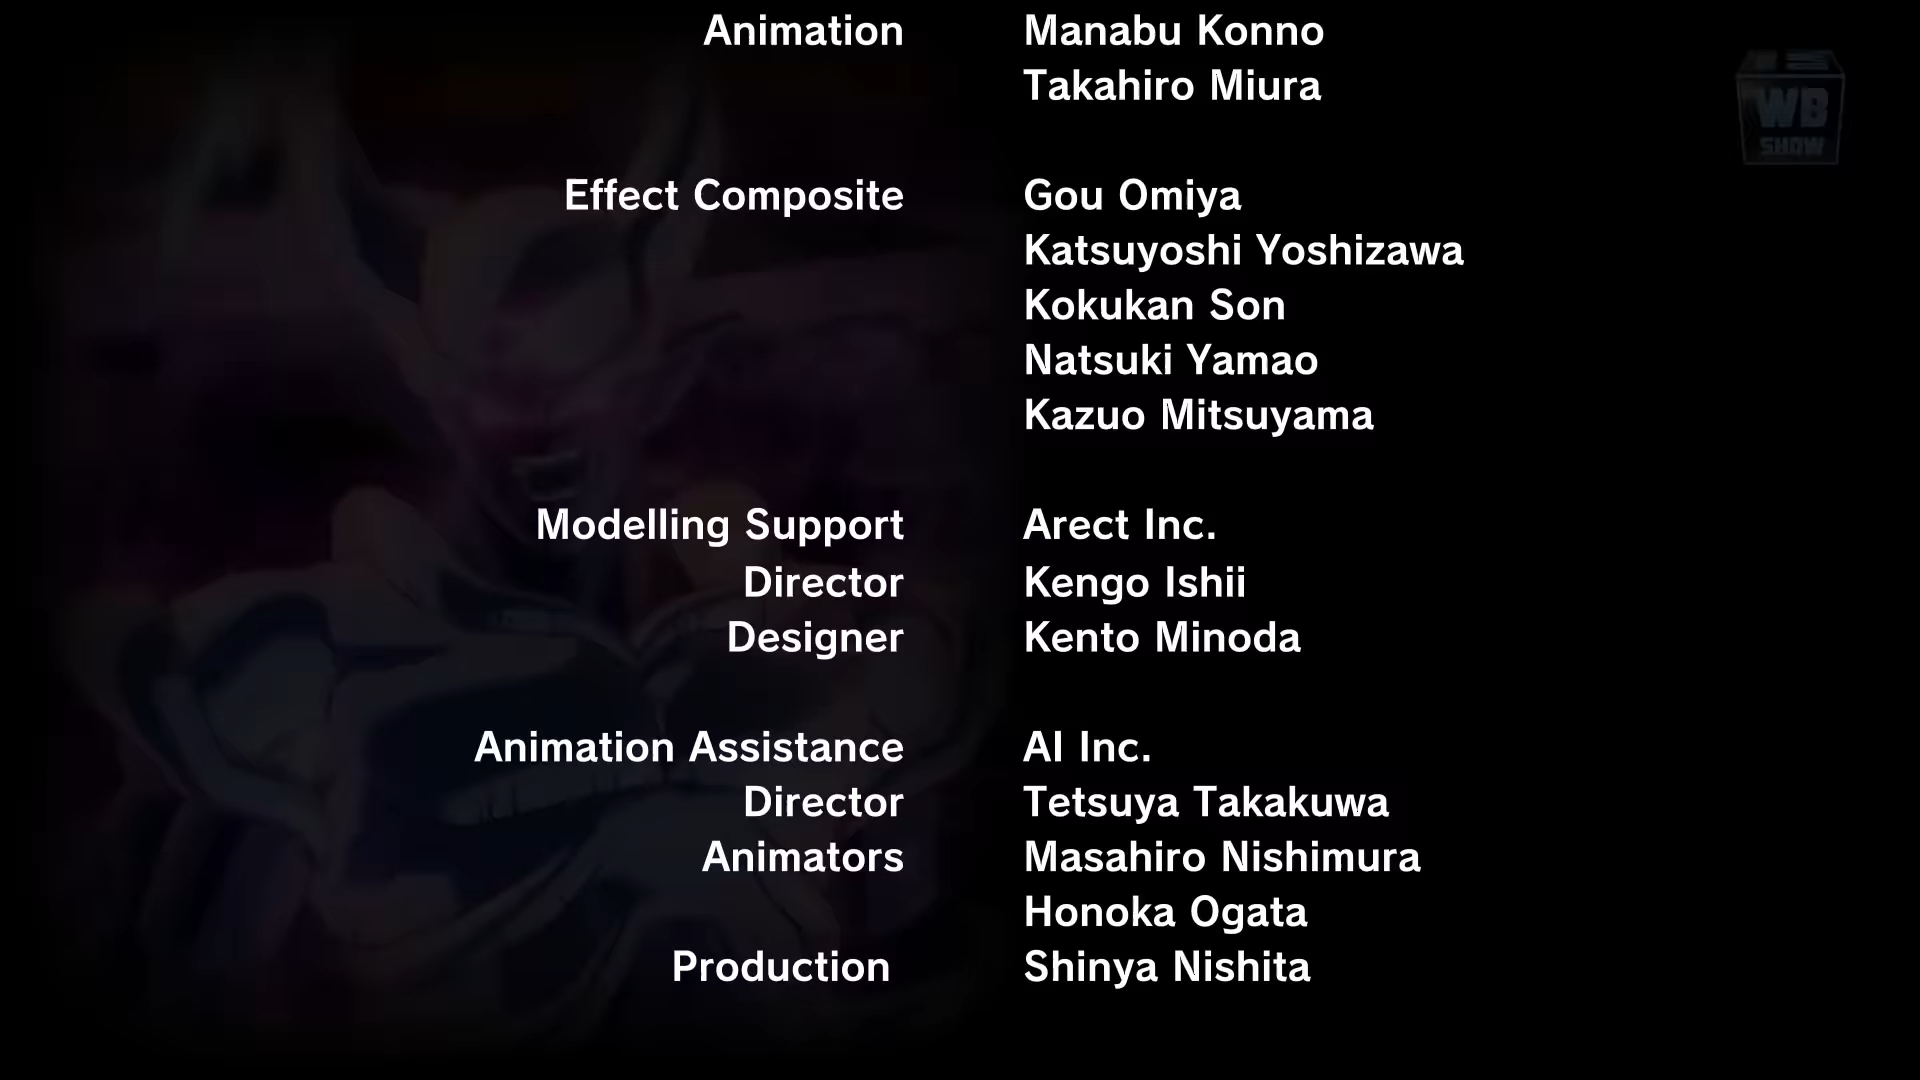 Animation Manabu Konno
Takahiro Miura
WB
SHOW
Effect Composite Gou Omiya
Katsuyoshi Yoshizawa
Kokukan Son
Natsuki Yamao
Kazuo Mitsuyama
Modelling Support Arect Inc.
Director Kengo Ishii
Designer Kento Minoda
Animation Assistance AI Inc.
Director Tetsuya Takakuwa
Animators Masahiro Nishimura
Honoka Ogata
Production Shinya Nishita